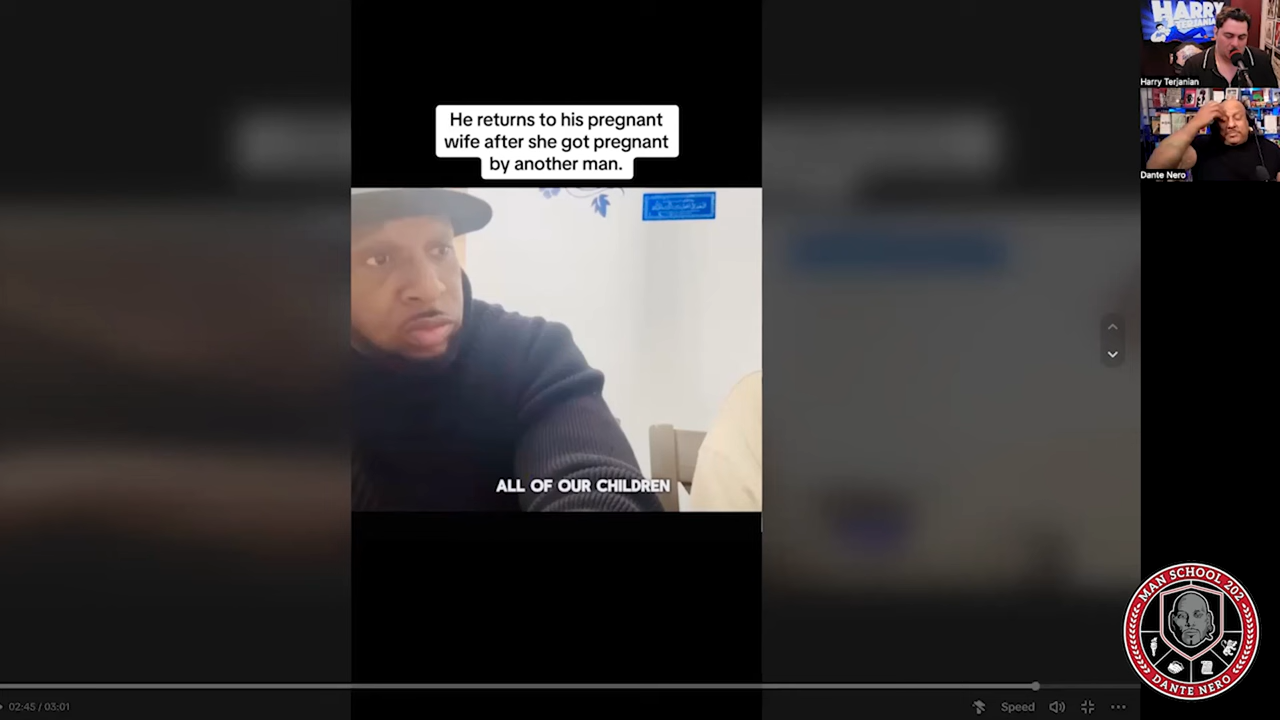 He returns to his pregnant
wife after she got pregnant
by another man.
ALL OF OUR CHILDREN
HARRY
TERJANIAN
Harry Terjanian
Dante Nero
MAN SCHOOL 202
DANTE NERO
02:45 / 03:01
Speed